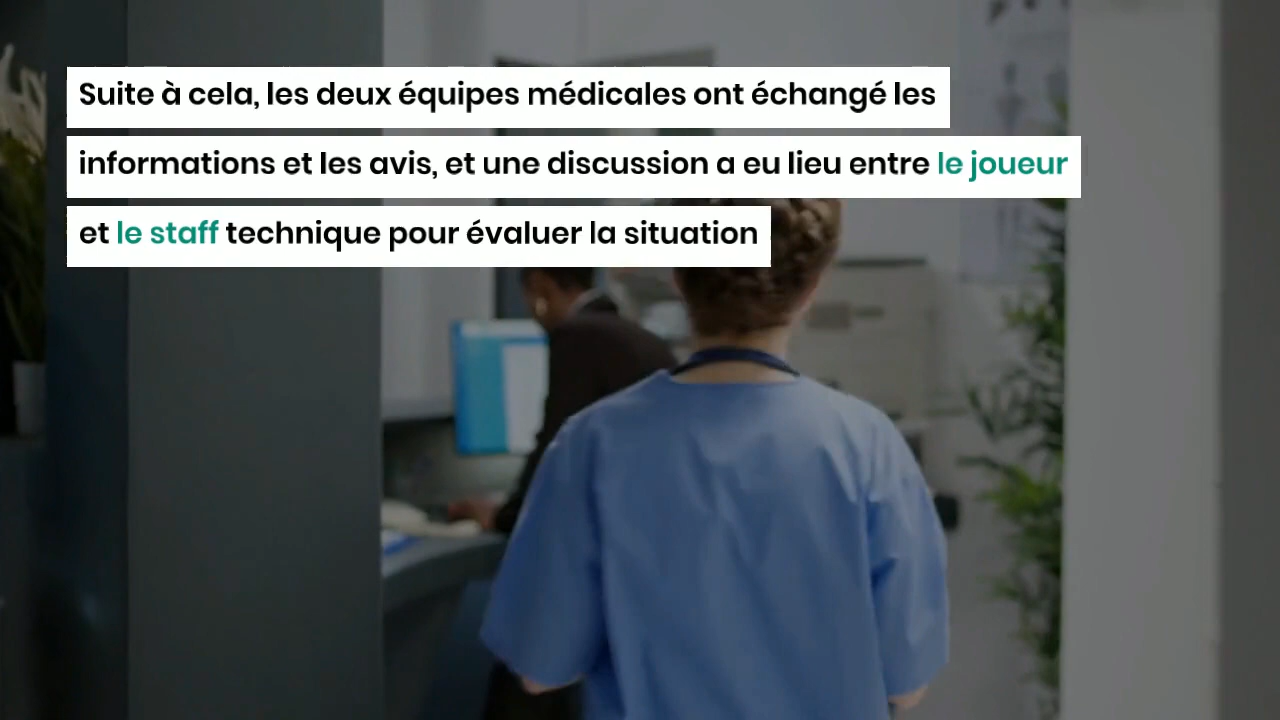 Suite à cela, les deux équipes médicales ont échangé les
informations et les avis, et une discussion a eu lieu entre le joueur
et le staff technique pour évaluer la situation